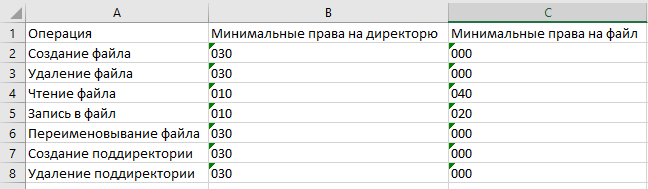 A B C
1 Операция Минимальные права на директорю Минимальные права на файл
2 Создание файла 030 000
3 Удаление файла 030 000
4 Чтение файла 010 040
5 Запись в файл 010 020
6 Переименовывание файла 030 000
7 Создание поддиректории 030 000
8 Удаление поддиректории 030 000